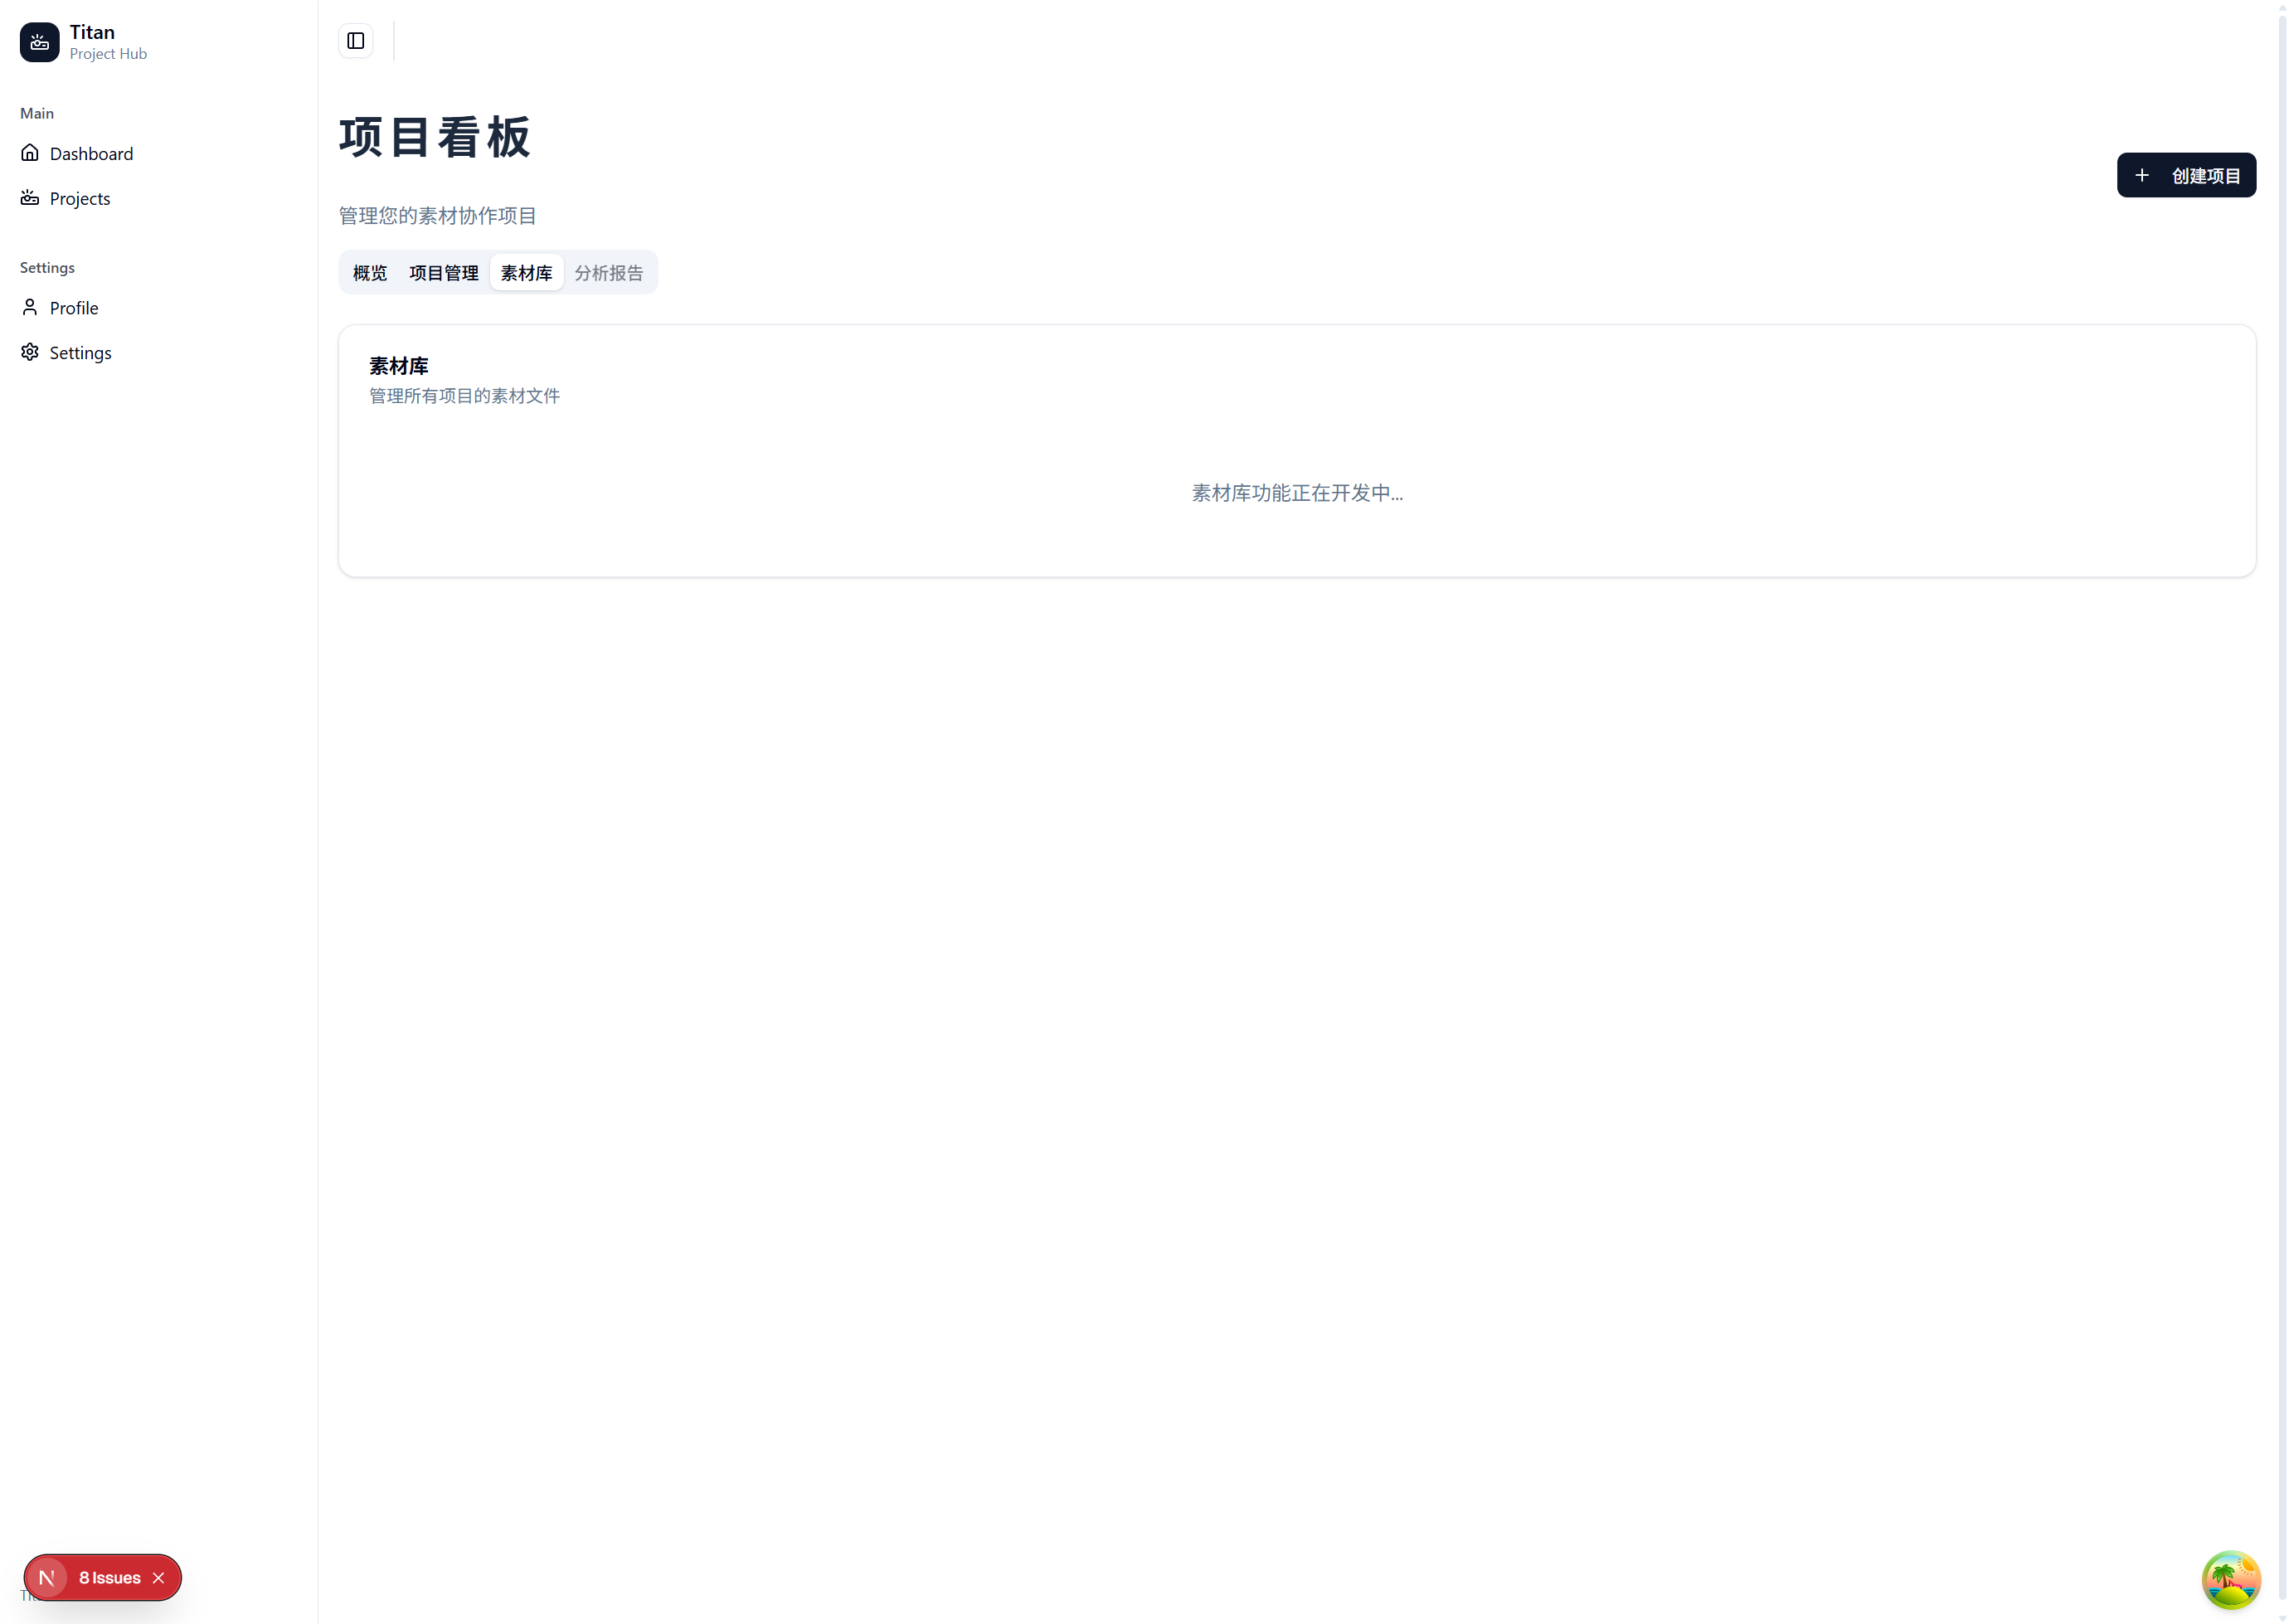 Titan
Project Hub
Main
Dashboard
Projects
Settings
Profile
Settings
项目看板
管理您的素材协作项目
创建项目
概览 项目管理 素材库 分析报告
素材库
管理所有项目的素材文件
素材库功能正在开发中...
8 Issues